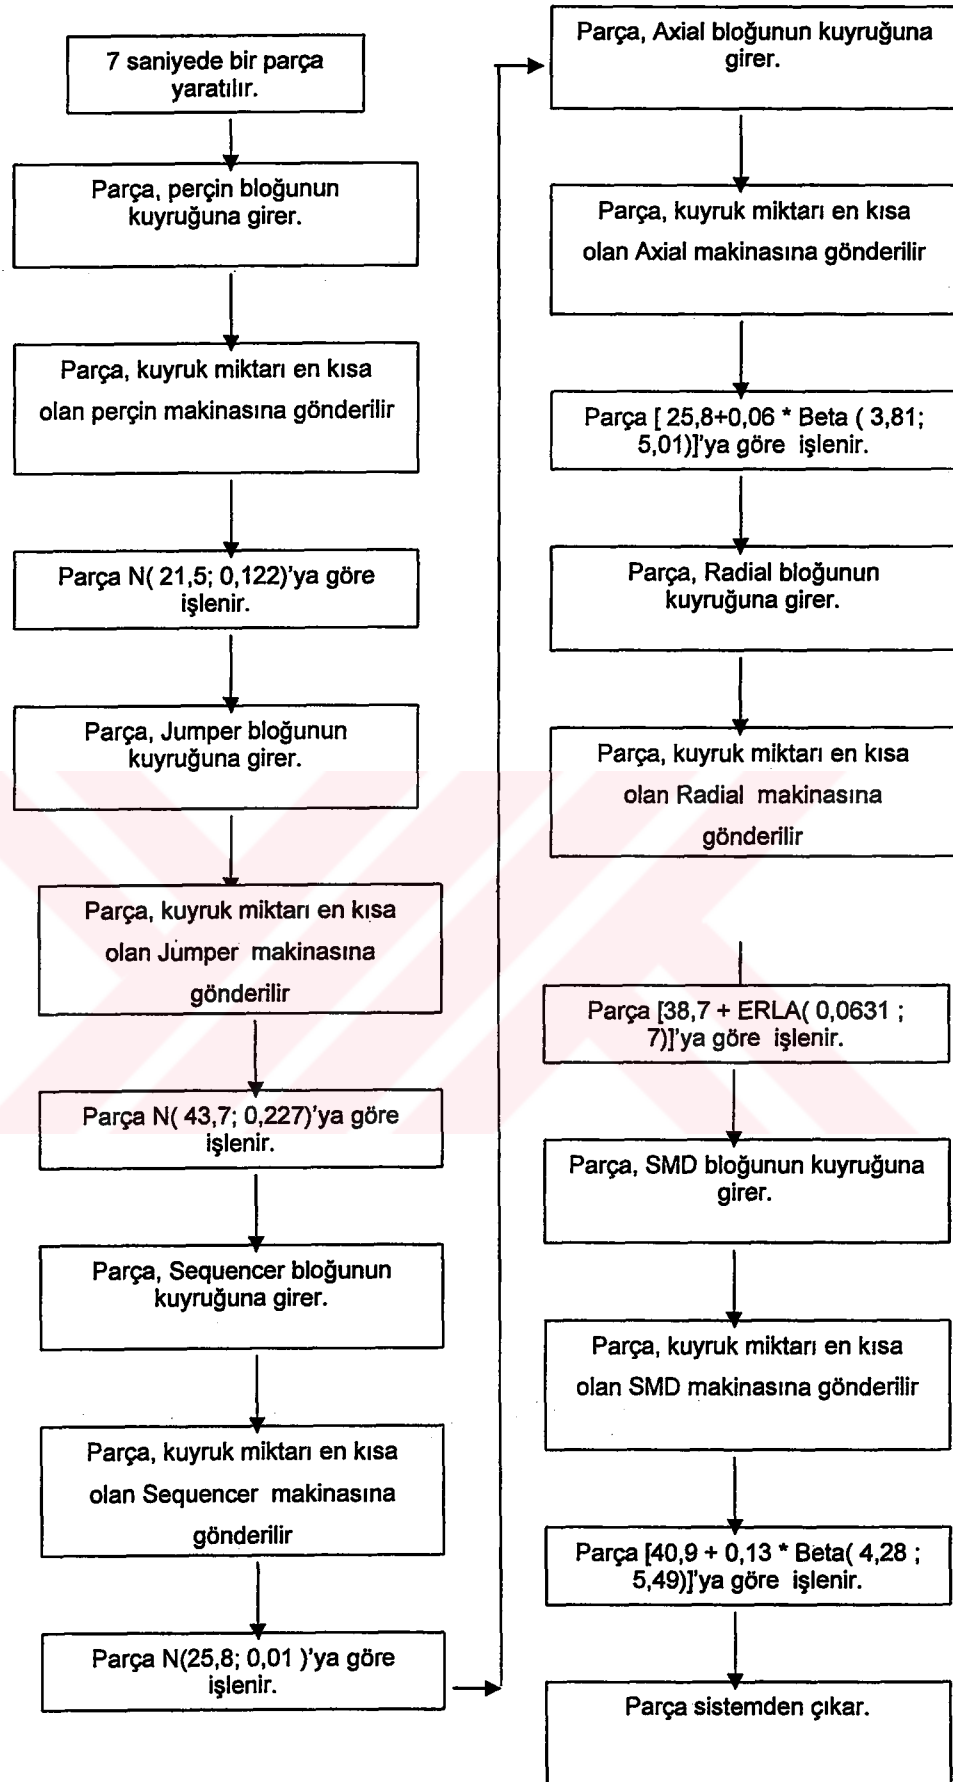 7 saniyede bir parça
yaratılır.
Parça, perçin bloğunun
kuyruğuna girer.
Parça, kuyruk miktarı en kısa
olan perçin makinasına gönderilir
Parça N( 21,5; 0,122)'ya göre
işlenir.
Parça, Jumper bloğunun
kuyruğuna girer.
Parça, kuyruk miktarı en kısa
olan Jumper makinasına
gönderilir
Parça N( 43,7; 0,227)'ya göre
işlenir.
Parça, Sequencer bloğunun
kuyruğuna girer.
Parça, kuyruk miktarı en kısa
olan Sequencer makinasına
gönderilir
Parça N(25,8; 0,01 )'ya göre
işlenir.
Parça, Axial bloğunun kuyruğuna
girer.
Parça, kuyruk miktarı en kısa
olan Axial makinasına gönderilir
Parça [ 25,8+0,06 * Beta ( 3,81;
5,01)]'ya göre işlenir.
Parça, Radial bloğunun
kuyruğuna girer.
Parça, kuyruk miktarı en kısa
olan Radial makinasına
gönderilir
Parça [38,7 + ERLA( 0,0631 ;
7)]'ya göre işlenir.
Parça, SMD bloğunun kuyruğuna
girer.
Parça, kuyruk miktarı en kısa
olan SMD makinasına gönderilir
Parça [40,9 + 0,13 * Beta( 4,28 ;
5,49)]'ya göre işlenir.
Parça sistemden çıkar.